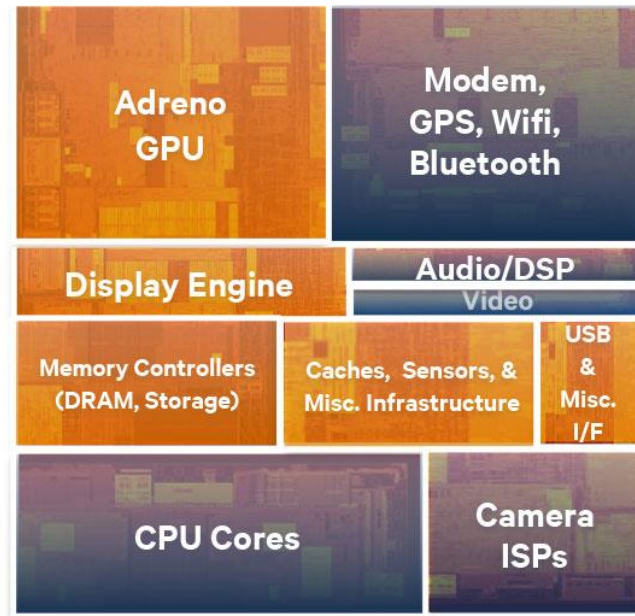 Adreno
GPU
Modem,
GPS, Wifi,
Bluetooth
Display Engine
Audio/DSP
Video
Memory Controllers
(DRAM, Storage)
Caches, Sensors, &
Misc. Infrastructure
USB
&
Misc.
I/F
CPU Cores
Camera
ISPs